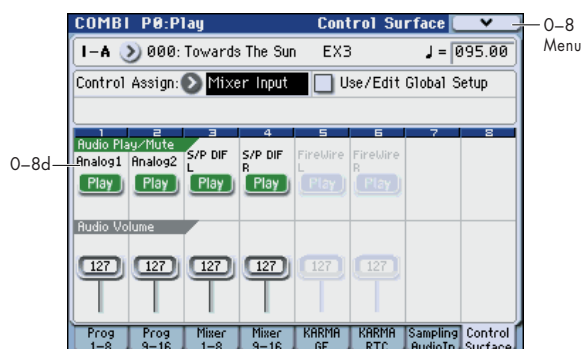 COMBI P0:Play Control Surface
0–8 Menu
I-A 000: Towards The Sun EX3 ♩ = 095.00
Control Assign: Mixer Input Use/Edit Global Setup
1 2 3 4 5 6 7 8
Audio Play/Mute
0–8d
Analog1 Analog2 S/P DIF L S/P DIF R FireWire L FireWire R
Play Play Play Play Play Play
Audio Volume
127 127 127 127 127 127
Prog 1-8 Prog 9-16 Mixer 1-8 Mixer 9-16 KARMA GE KARMA RTC Sampling AudioIn Control Surface